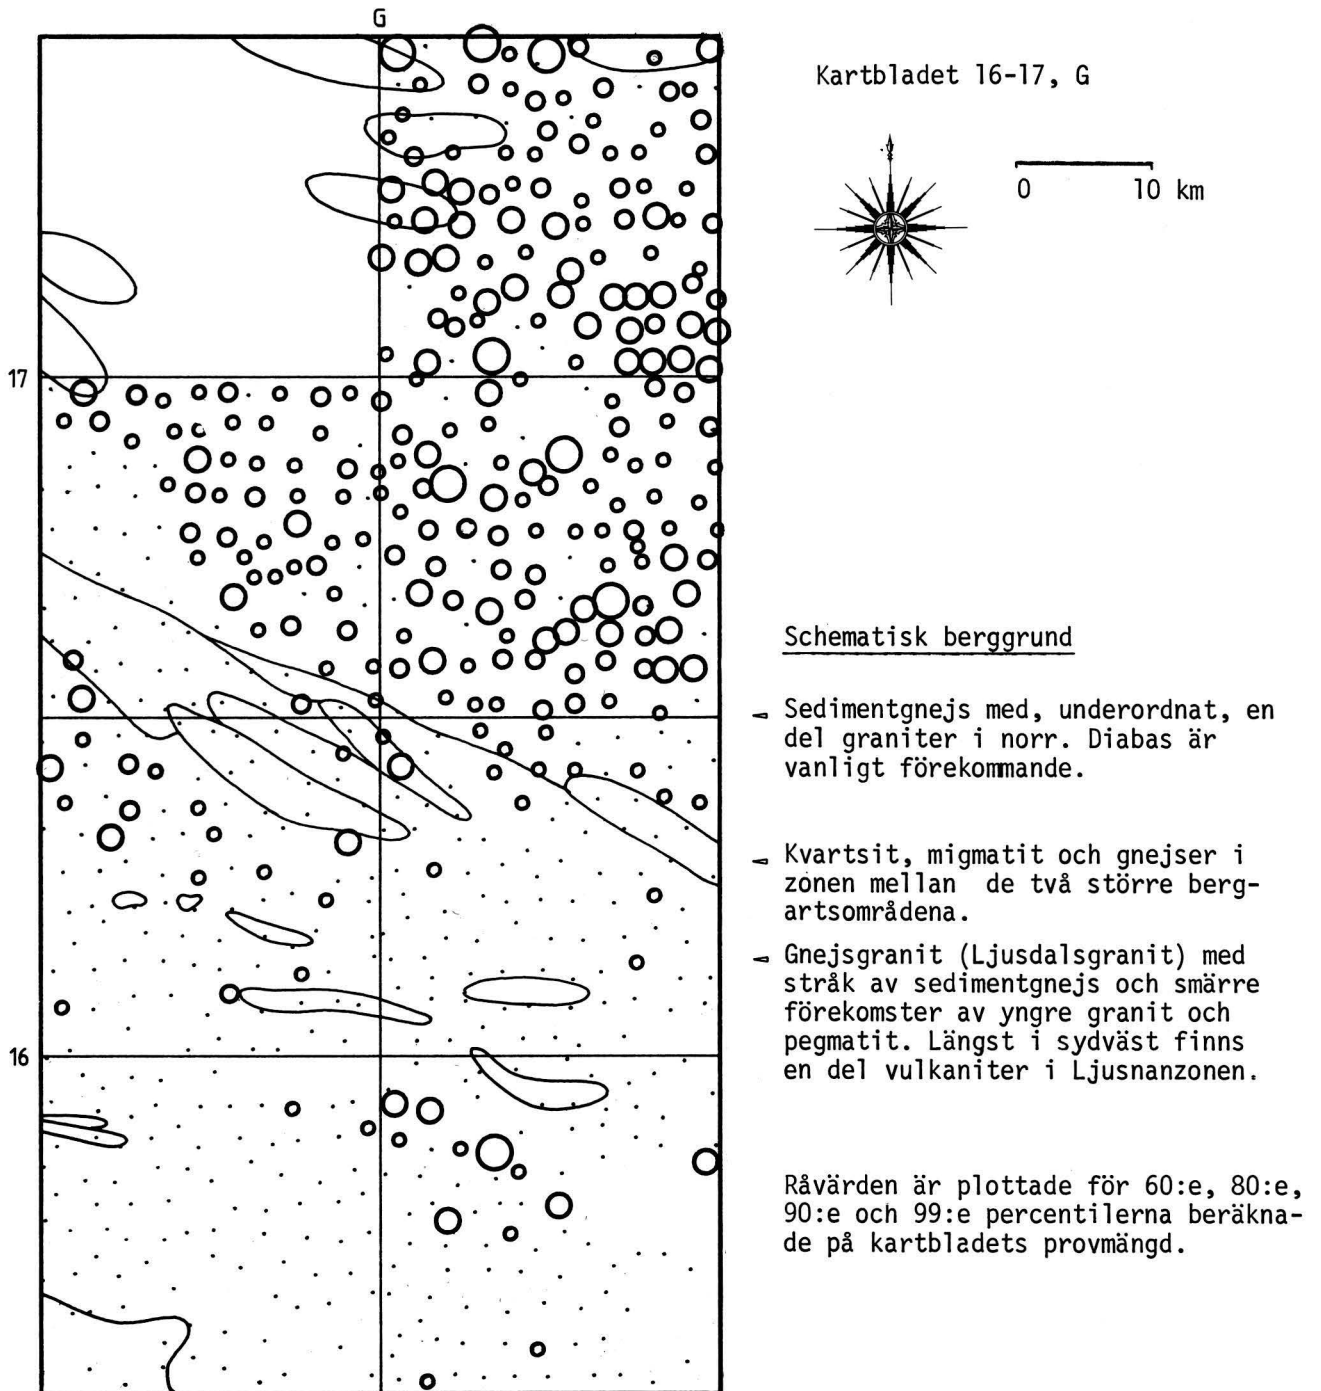 G
Kartbladet 16-17, G
0 10 km
17
Schematisk berggrund
Sedimentgnejs med, underordnat, en
del graniter i norr. Diabas är
vanligt förekommande.
Kvartsit, migmatit och gnejser i
zonen mellan de två större berg-
artsområdena.
Gnejsgranit (Ljusdalsgranit) med
stråk av sedimentgnejs och smärre
förekomster av yngre granit och
pegmatit. Längst i sydväst finns
en del vulkaniter i Ljusnanzonen.
16
Råvärden är plottade för 60:e, 80:e,
90:e och 99:e percentilerna beräkna-
de på kartbladets provmängd.